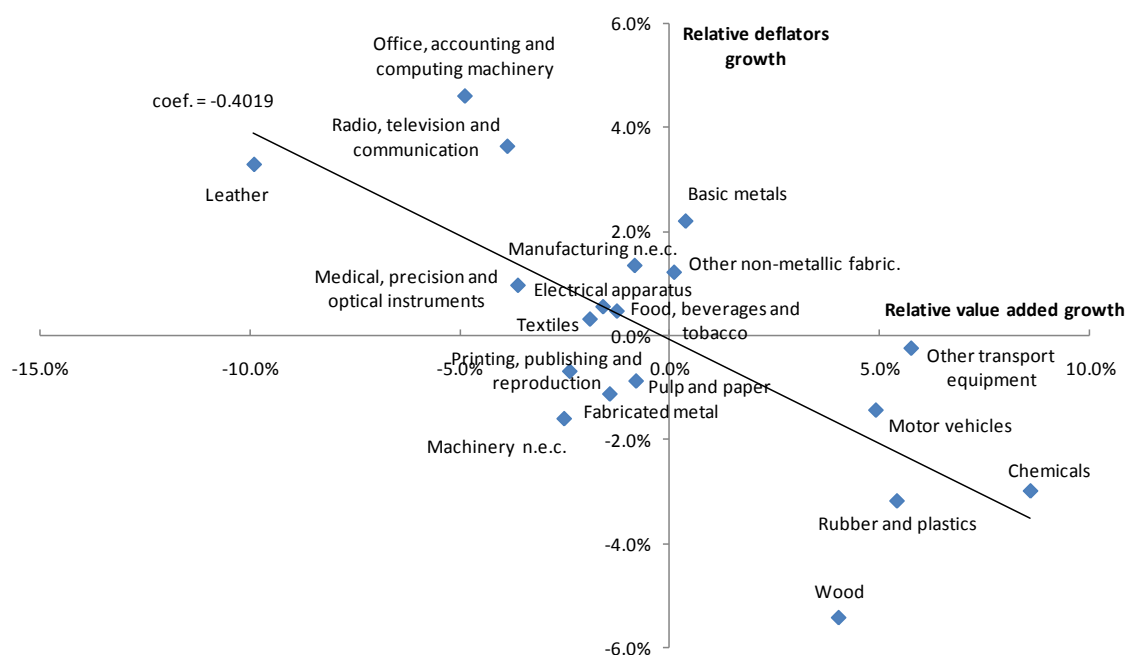 6.0%
Relative deflators
growth
Office, accounting and
computing machinery
coef. = -0.4019
4.0%
Radio, television and
communication
Leather
Basic metals
2.0%
Manufacturing n.e.c.
Other non-metallic fabric.
Medical, precision and
optical instruments
Electrical apparatus
Food, beverages and
tobacco
Relative value added growth
Textiles
0.0%
-15.0%
-10.0%
-5.0%
0.0%
5.0%
10.0%
Printing, publishing and
reproduction
Other transport
equipment
Pulp and paper
Fabricated metal
Motor vehicles
-2.0%
Machinery n.e.c.
Chemicals
Rubber and plastics
-4.0%
Wood
-6.0%